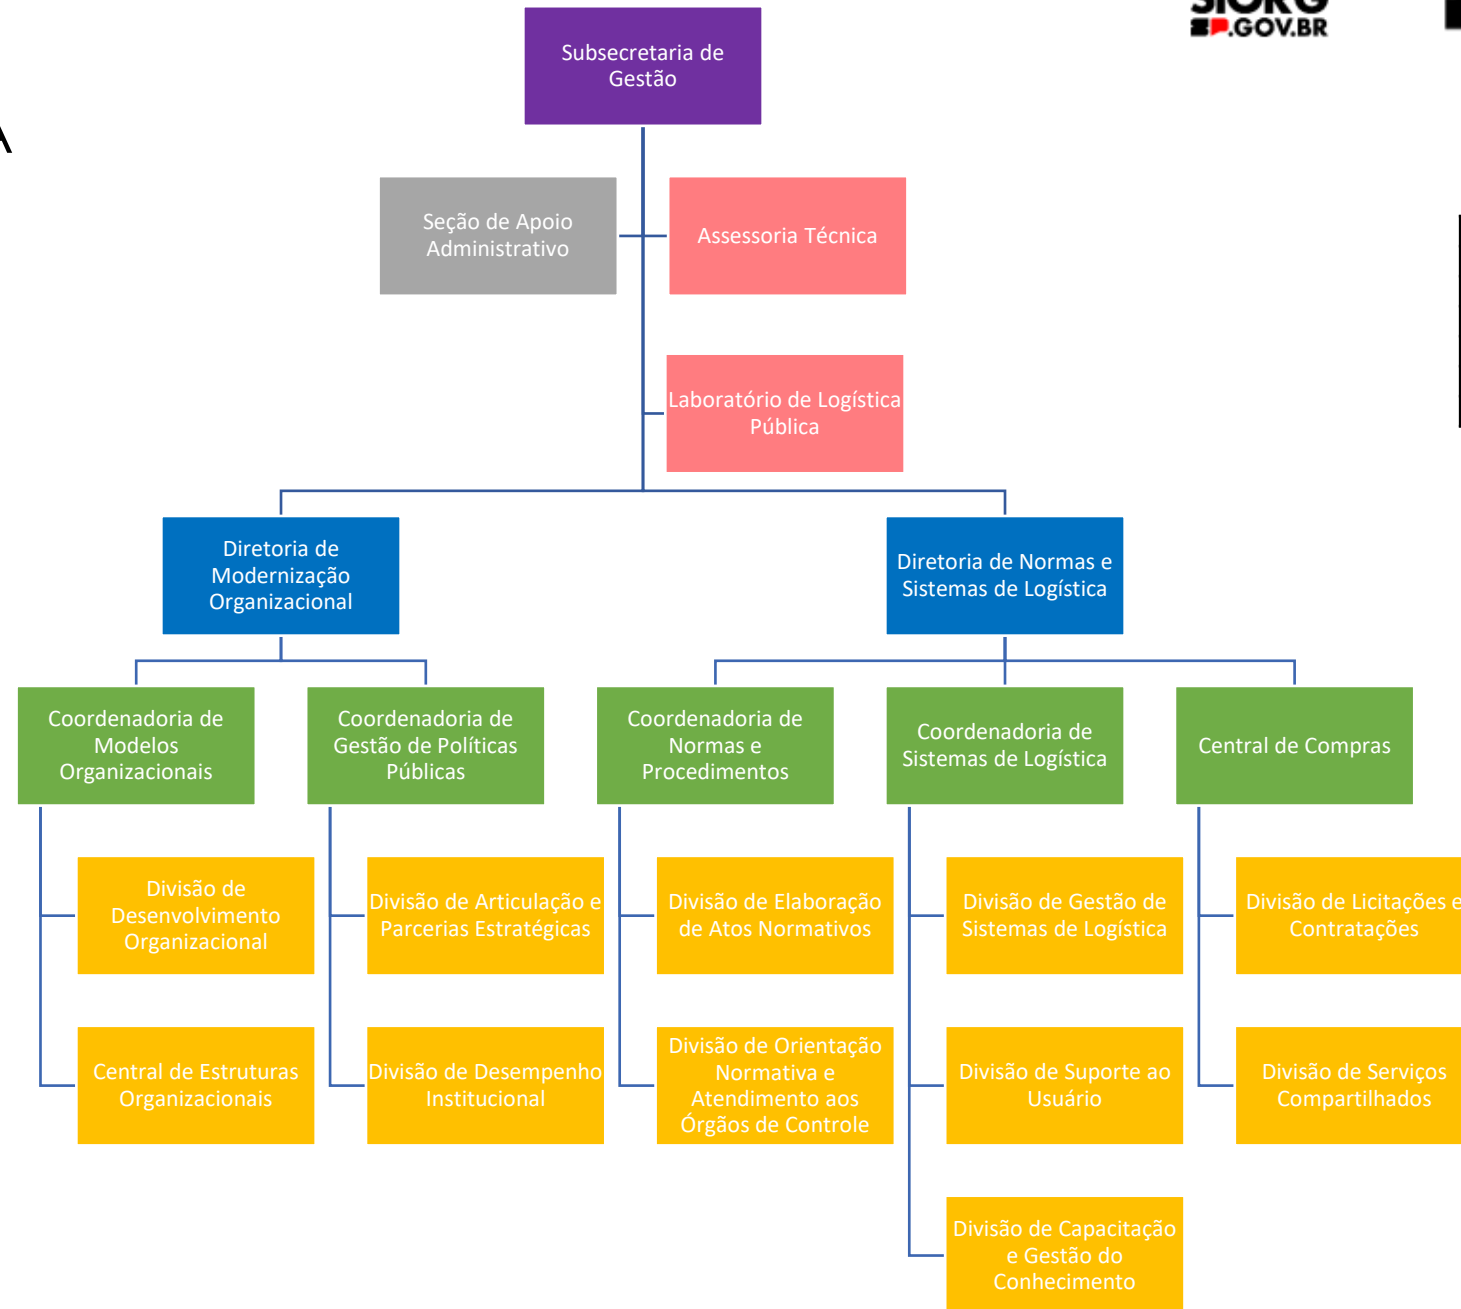 SIORG
SP.GOV.BR
Subsecretaria de
Gestão
A
Seção de Apoio
Administrativo
Assessoria Técnica
Laboratório de Logística
Pública
Diretoria de
Modernização
Organizacional
Diretoria de Normas e
Sistemas de Logística
Coordenadoria de
Modelos
Organizacionais
Coordenadoria de
Gestão de Políticas
Públicas
Coordenadoria de
Normas e
Procedimentos
Coordenadoria de
Sistemas de Logística
Central de Compras
Divisão de
Desenvolvimento
Organizacional
Divisão de Articulação e
Parcerias Estratégicas
Divisão de Elaboração
de Atos Normativos
Divisão de Gestão de
Sistemas de Logística
Divisão de Licitações e
Contratações
Central de Estruturas
Organizacionais
Divisão de Desempenho
Institucional
Divisão de Orientação
Normativa e
Atendimento aos
Órgãos de Controle
Divisão de Suporte ao
Usuário
Divisão de Serviços
Compartilhados
Divisão de Capacitação
e Gestão do
Conhecimento